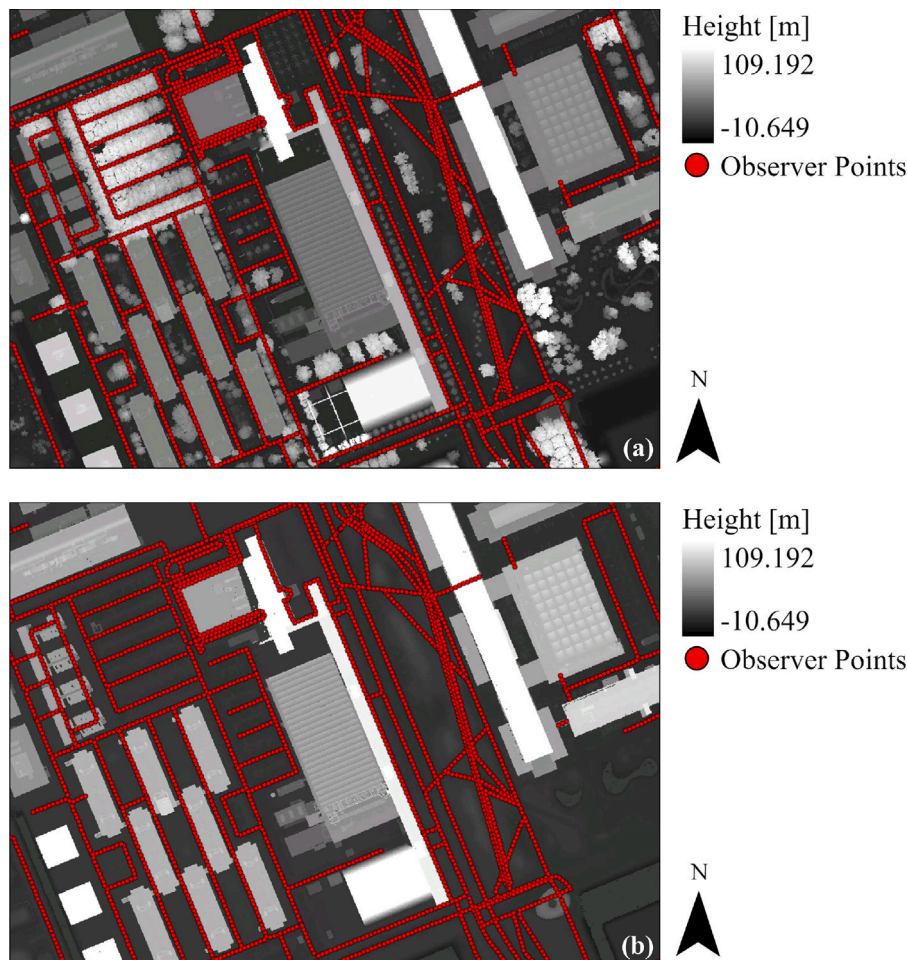 Height [m]
109.192
-10.649
Observer Points
N
(a)
Height [m]
109.192
-10.649
Observer Points
N
(b)